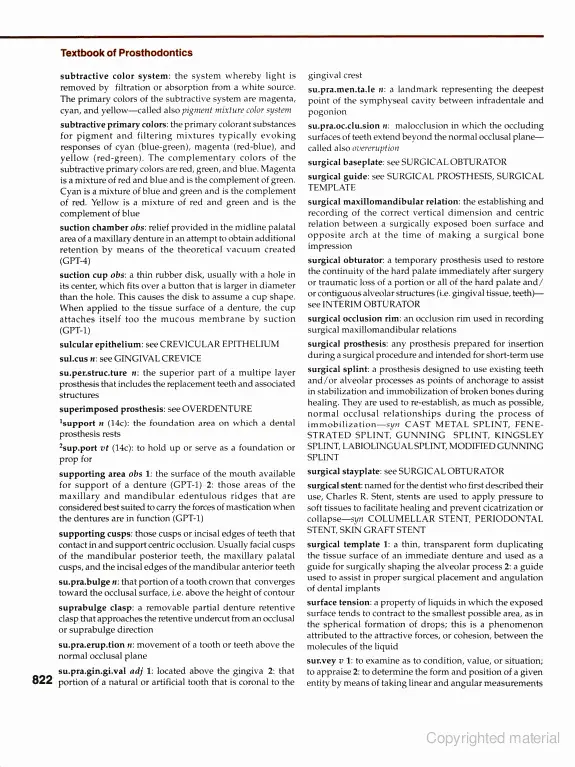 Textbook of Prosthodontics
subtractive color system: the system whereby light is
removed by filtration or absorption from a white source.
The primary colors of the subtractive system are magenta,
cyan, and yellow—called also pigment mixture color system
subtractive primary colors: the primary colorant substances
for pigment and filtering mixtures typically evoking
responses of cyan (blue-green), magenta (red-blue), and
yellow (red-green). The complementary colors of the
subtractive primary colors are red, green, and blue. Magenta
is a mixture of red and blue and is the complement of green.
Cyan is a mixture of blue and green and is the complement
of red. Yellow is a mixture of red and green and is the
complement of blue
suction chamber obs: relief provided in the midline palatal
area of a maxillary denture in an attempt to obtain additional
retention by means of the theoretical vacuum created
(GPT-4)
suction cup obs: a thin rubber disk, usually with a hole in
its center, which fits over a button that is larger in diameter
than the hole. This causes the disk to assume a cup shape.
When applied to the tissue surface of a denture, the cup
attaches itself too the mucous membrane by suction
(GPT-1)
sulcular epithelium: see CREVICULAR EPITHELIUM
sul.cus n: see GINGIVAL CREVICE
su.per.struc.ture n: the superior part of a multipe layer
prosthesis that includes the replacement teeth and associated
structures
superimposed prosthesis: see OVERDENTURE
¹support n (14c): the foundation area on which a dental
prosthesis rests
²sup.port vt (14c): to hold up or serve as a foundation or
prop for
supporting area obs 1: the surface of the mouth available
for support of a denture (GPT-1) 2: those areas of the
maxillary and mandibular edentulous ridges that are
considered best suited to carry the forces of mastication when
the dentures are in function (GPT-1)
supporting cusps: those cusps or incisal edges of teeth that
contact in and support centric occlusion. Usually facial cusps
of the mandibular posterior teeth, the maxillary palatal
cusps, and the incisal edges of the mandibular anterior teeth
su.pra.bulge n: that portion of a tooth crown that converges
toward the occlusal surface, i.e. above the height of contour
suprabulge clasp: a removable partial denture retentive
clasp that approaches the retentive undercut from an occlusal
or suprabulge direction
su.pra.erup.tion n: movement of a tooth or teeth above the
normal occlusal plane
su.pra.gin.gi.val adj 1: located above the gingiva 2: that
822 portion of a natural or artificial tooth that is coronal to the
gingival crest
su.pra.men.ta.le n: a landmark representing the deepest
point of the symphyseal cavity between infradentale and
pogonion
su.pra.oc.clu.sion n: malocclusion in which the occluding
surfaces of teeth extend beyond the normal occlusal plane—
called also overeruption
surgical baseplate: see SURGICAL OBTURATOR
surgical guide: see SURGICAL PROSTHESIS, SURGICAL
TEMPLATE
surgical maxillomandibular relation: the establishing and
recording of the correct vertical dimension and centric
relation between a surgically exposed boen surface and
opposite arch at the time of making a surgical bone
impression
surgical obturator: a temporary prosthesis used to restore
the continuity of the hard palate immediately after surgery
or traumatic loss of a portion or all of the hard palate and/
or contiguous alveolar structures (i.e. gingival tissue, teeth)—
see INTERIM OBTURATOR
surgical occlusion rim: an occlusion rim used in recording
surgical maxillomandibular relations
surgical prosthesis: any prosthesis prepared for insertion
during a surgical procedure and intended for short-term use
surgical splint: a prosthesis designed to use existing teeth
and/or alveolar processes as points of anchorage to assist
in stabilization and immobilization of broken bones during
healing. They are used to re-establish, as much as possible,
normal occlusal relationships during the process of
immobilization—syn CAST METAL SPLINT, FENE-
STRATED SPLINT, GUNNING SPLINT, KINGSLEY
SPLINT, LABIOLINGUAL SPLINT, MODIFIED GUNNING
SPLINT
surgical stayplate: see SURGICAL OBTURATOR
surgical stent: named for the dentist who first described their
use, Charles R. Stent, stents are used to apply pressure to
soft tissues to facilitate healing and prevent cicatrization or
collapse—syn COLUMELLAR STENT, PERIODONTAL
STENT, SKIN GRAFT STENT
surgical template 1: a thin, transparent form duplicating
the tissue surface of an immediate denture and used as a
guide for surgically shaping the alveolar process 2: a guide
used to assist in proper surgical placement and angulation
of dental implants
surface tension: a property of liquids in which the exposed
surface tends to contract to the smallest possible area, as in
the spherical formation of drops; this is a phenomenon
attributed to the attractive forces, or cohesion, between the
molecules of the liquid
sur.vey v 1: to examine as to condition, value, or situation;
to appraise 2: to determine the form and position of a given
entity by means of taking linear and angular measurements
Copyrighted material